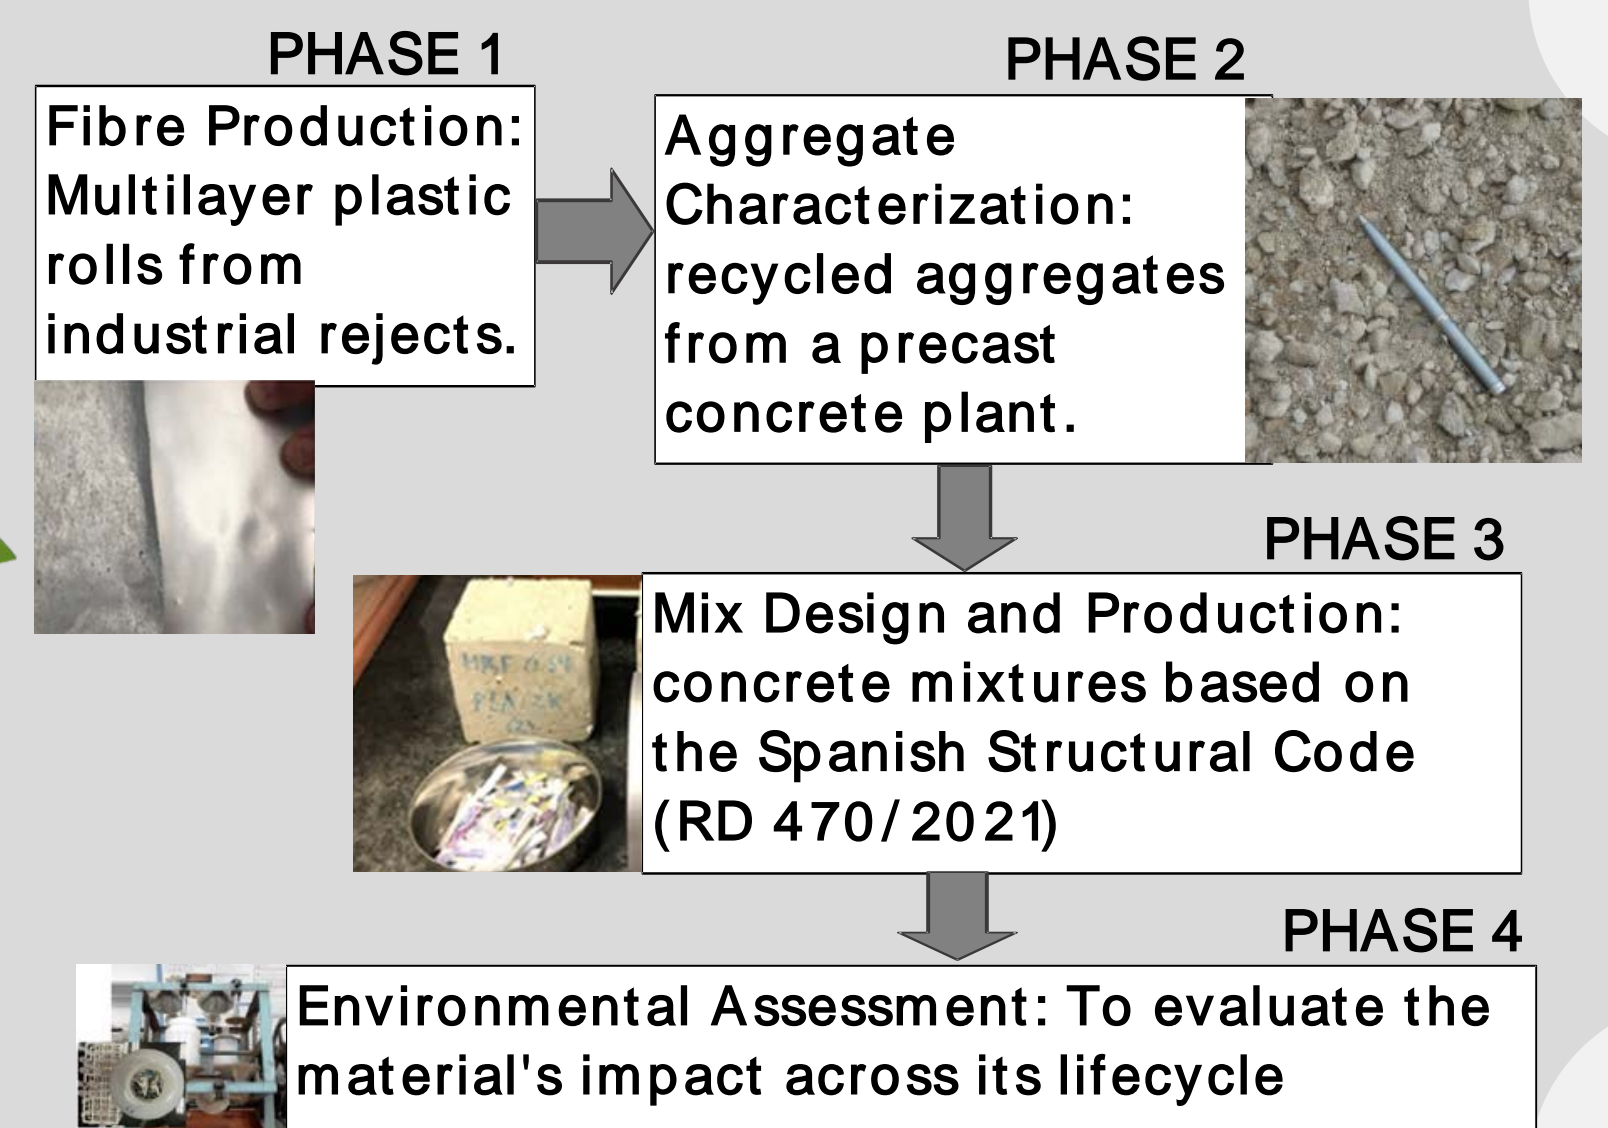 PHASE 1
Fibre Production:
Multilayer plastic
rolls from
industrial rejects.
PHASE 2
Aggregate
Characterization:
recycled aggregates
from a precast
concrete plant.
PHASE 3
Mix Design and Production:
concrete mixtures based on
the Spanish Structural Code
(RD 470/2021)
PHASE 4
Environmental Assessment: To evaluate the
material's impact across its lifecycle